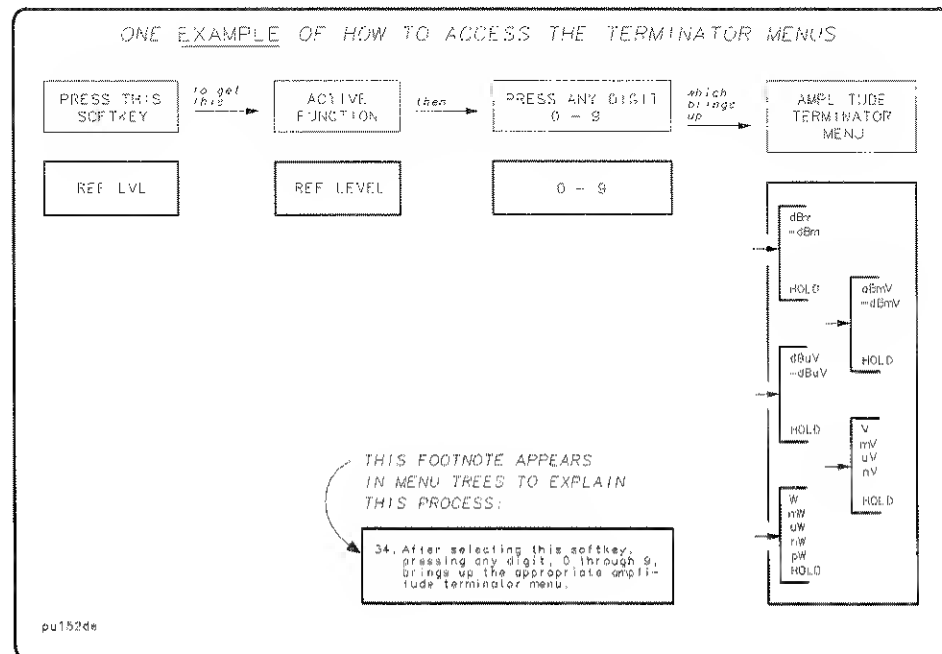 ONE EXAMPLE OF HOW TO ACCESS THE TERMINATOR MENUS
PRESS THIS
SOFTKEY
to get
this
ACTIVE
FUNCTION
then
PRESS ANY DIGIT
0 - 9
which
brings
up
AMPLITUDE
TERMINATOR
MENU
REF LVL
REF LEVEL
0 - 9
dBm
-dBm
HOLD
dBmV
-dBmV
HOLD
dBuV
-dBuV
HOLD
V
mV
uV
nV
HOLD
W
mW
uW
nW
pW
HOLD
THIS FOOTNOTE APPEARS
IN MENU TREES TO EXPLAIN
THIS PROCESS:
34. After selecting this softkey,
pressing any digit, 0 through 9,
brings up the appropriate ampli-
tude terminator menu.
pu152de